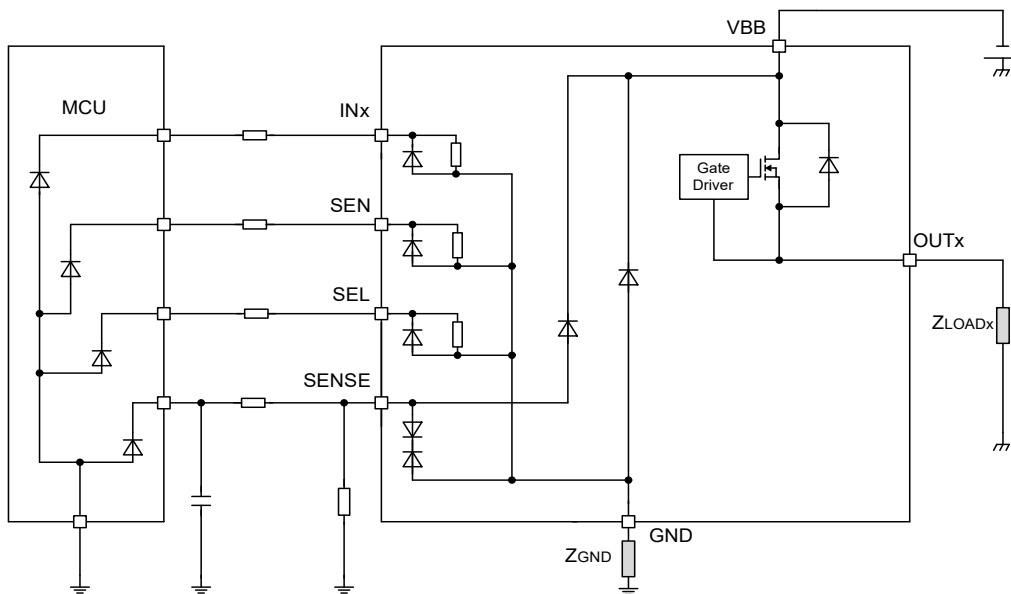 VBB
MCU
INx
Gate
Driver
SEN
OUTx
SEL
ZLOADx
SENSE
GND
ZGND